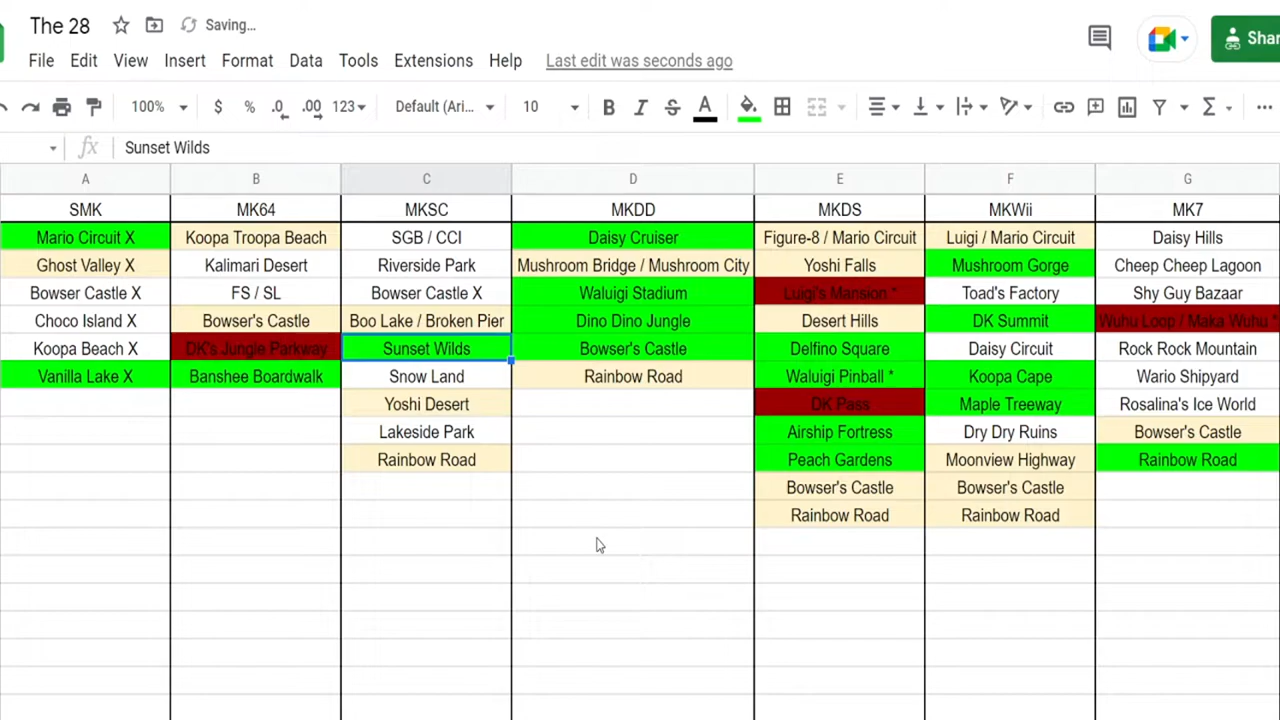 The 28 Saving…
Shar
File Edit View Insert Format Data Tools Extensions Help Last edit was seconds ago
100% $ % .0 .00 123 Default (Ari... 10 B I S A Σ
fx Sunset Wilds
A B C D E F G
SMK MK64 MKSC MKDD MKDS MKWii MK7
Mario Circuit X Koopa Troopa Beach SGB / CCI Daisy Cruiser Figure-8 / Mario Circuit Luigi / Mario Circuit Daisy Hills
Ghost Valley X Kalimari Desert Riverside Park Mushroom Bridge / Mushroom City Yoshi Falls Mushroom Gorge Cheep Cheep Lagoon
Bowser Castle X FS / SL Bowser Castle X Waluigi Stadium Luigi's Mansion * Toad's Factory Shy Guy Bazaar
Choco Island X Bowser's Castle Boo Lake / Broken Pier Dino Dino Jungle Desert Hills DK Summit Wuhu Loop / Maka Wuhu *
Koopa Beach X DK's Jungle Parkway Sunset Wilds Bowser's Castle Delfino Square Daisy Circuit Rock Rock Mountain
Vanilla Lake X Banshee Boardwalk Snow Land Rainbow Road Waluigi Pinball * Koopa Cape Wario Shipyard
Yoshi Desert DK Pass Maple Treeway Rosalina's Ice World
Lakeside Park Airship Fortress Dry Dry Ruins Bowser's Castle
Rainbow Road Peach Gardens Moonview Highway Rainbow Road
Bowser's Castle Bowser's Castle
Rainbow Road Rainbow Road